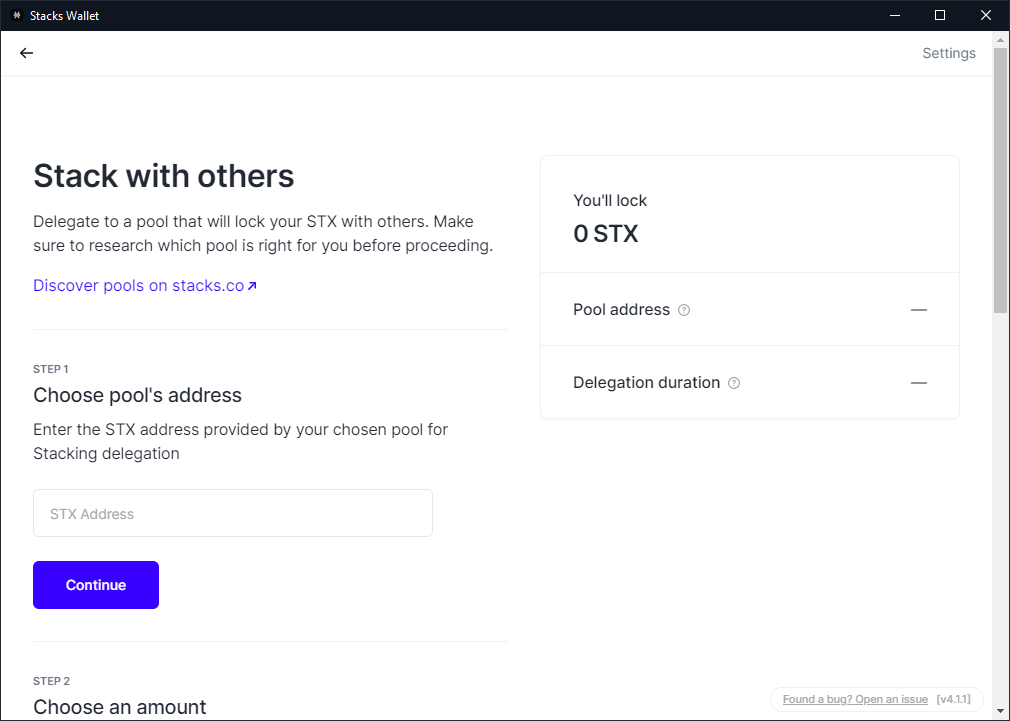 Stacks Wallet
Settings
Stack with others
Delegate to a pool that will lock your STX with others. Make
sure to research which pool is right for you before proceeding.
Discover pools on stacks.co
STEP 1
Choose pool's address
Enter the STX address provided by your chosen pool for
Stacking delegation
STX Address
Continue
STEP 2
Choose an amount
You'll lock
0 STX
Pool address
Delegation duration
Found a bug? Open an issue [v4.1.1]